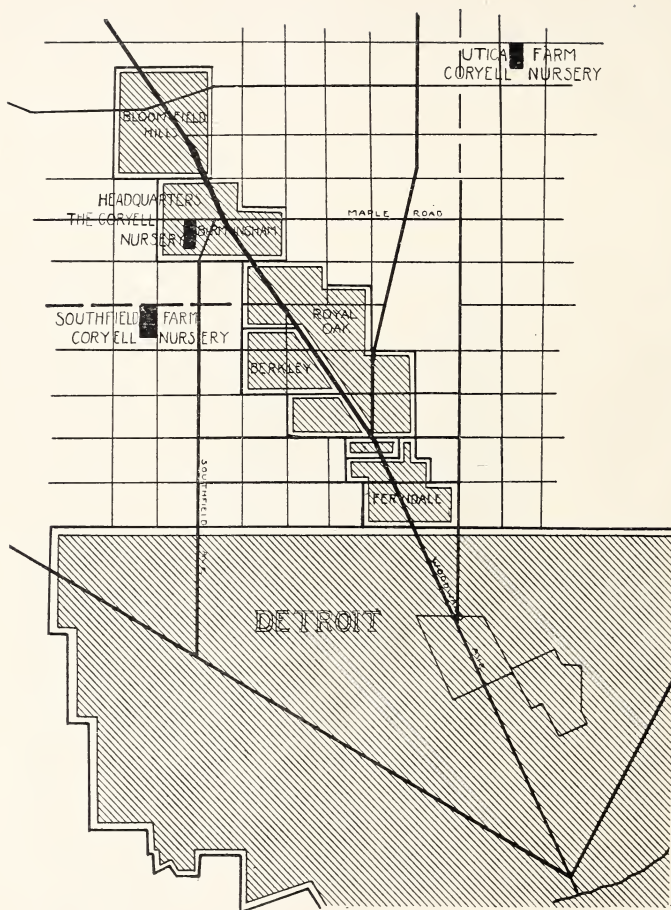 UTICA FARM
CORYELL NURSERY
BLOOMFIELD
HILLS
HEADQUARTERS
THE CORYELL
NURSERY
BIRMINGHAM
MAPLE ROAD
SOUTHFIELD FARM
CORYELL NURSERY
ROYAL
OAK
BERKLEY
FERNDALE
SOUTHFIELD
DETROIT
WOODWARD
AVE